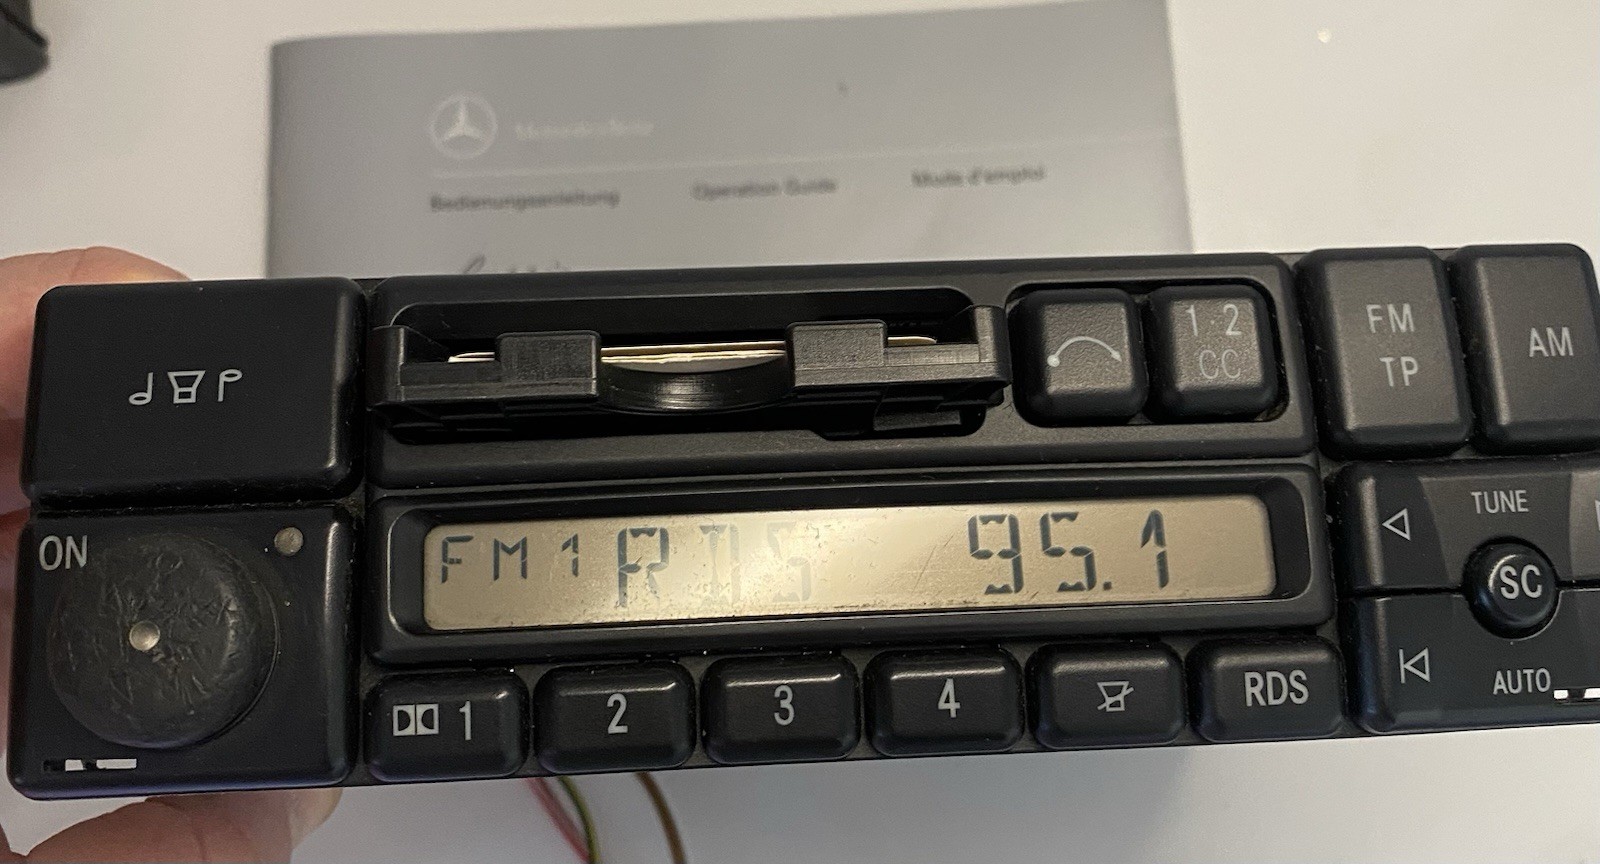 Mercedes-Benz
Bedienungsanleitung Operation Guide Mode d'emploi
1·2
CC
FM
TP
AM
ON
FM1 RDS 95.1
TUNE
SC
AUTO
1
2
3
4
RDS